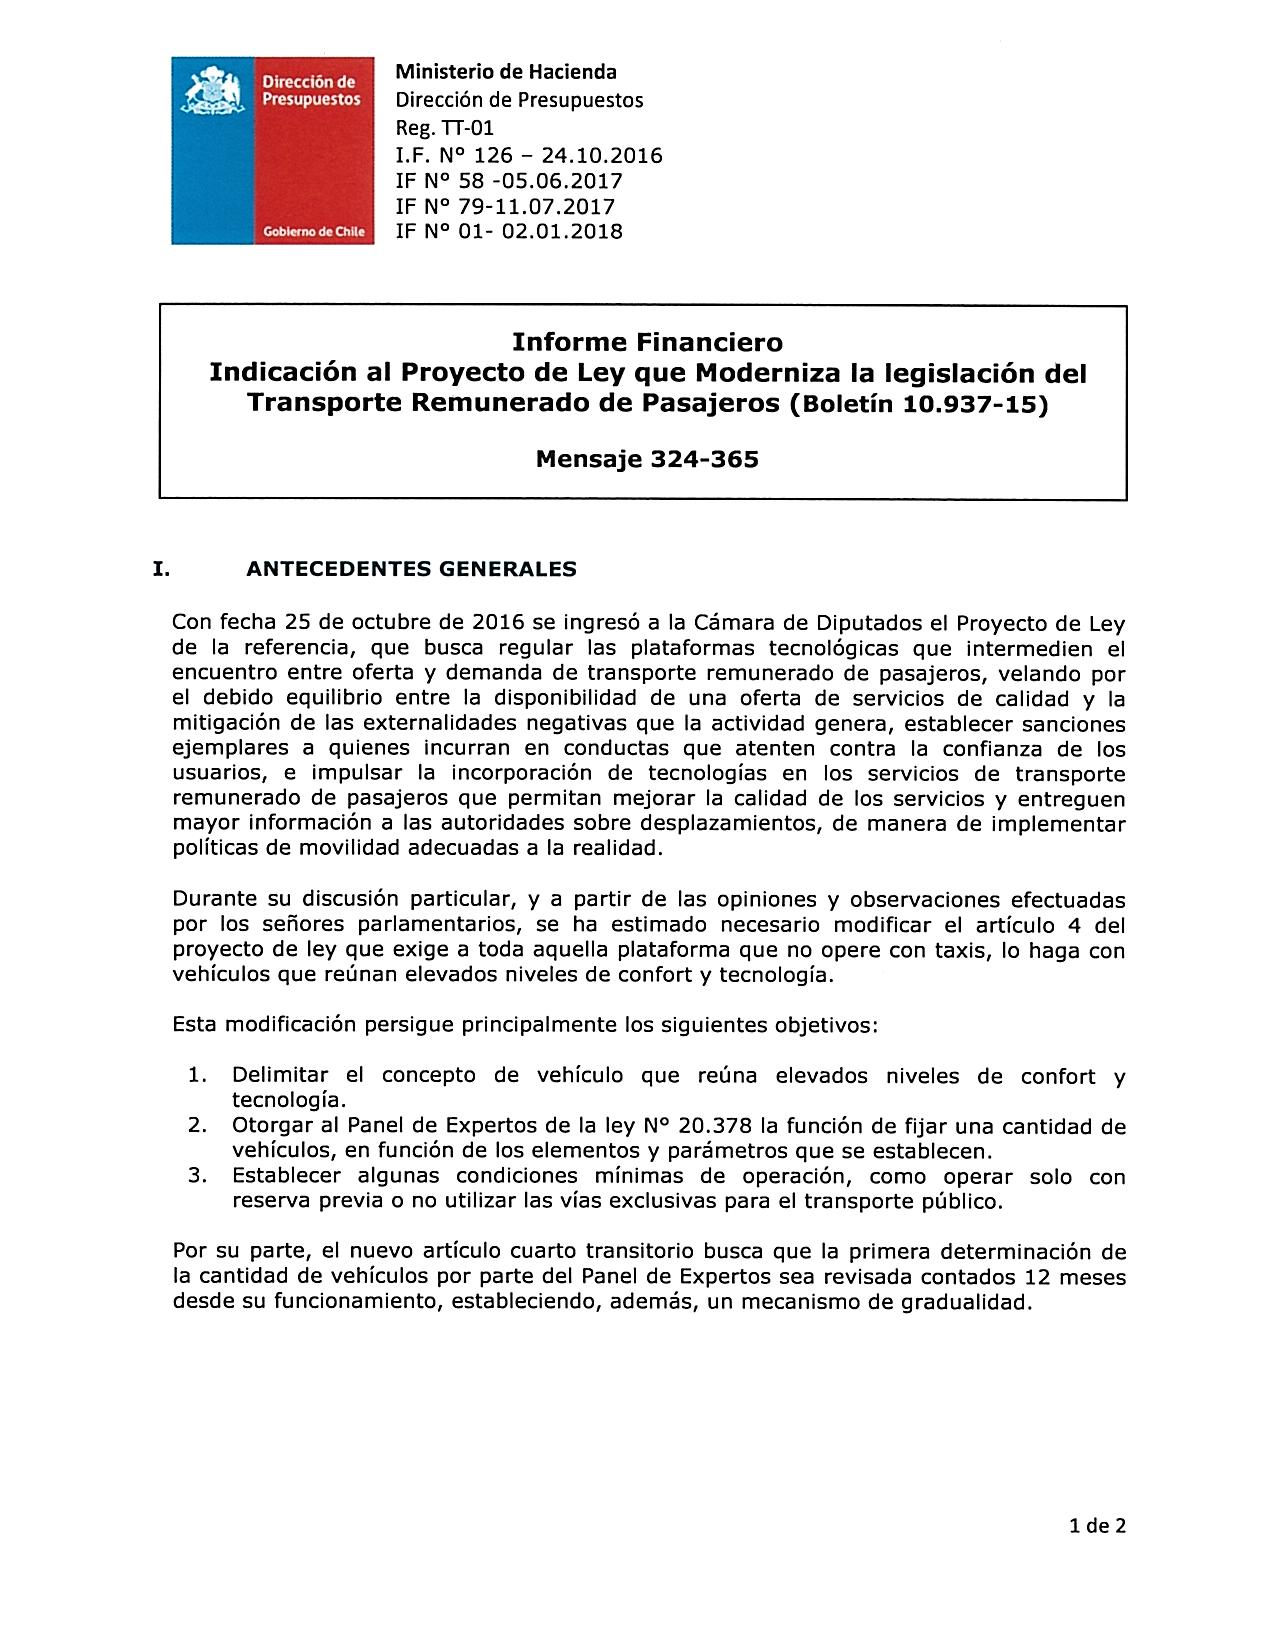 Dirección de
Presupuestos
Gobierno de Chile
Ministerio de Hacienda
Dirección de Presupuestos
Reg. TT-01
I.F. Nº 126 – 24.10.2016
IF Nº 58 -05.06.2017
IF Nº 79-11.07.2017
IF Nº 01- 02.01.2018
Informe Financiero
Indicación al Proyecto de Ley que Moderniza la legislación del
Transporte Remunerado de Pasajeros (Boletín 10.937-15)
Mensaje 324-365
I. ANTECEDENTES GENERALES
Con fecha 25 de octubre de 2016 se ingresó a la Cámara de Diputados el Proyecto de Ley
de la referencia, que busca regular las plataformas tecnológicas que intermedien el
encuentro entre oferta y demanda de transporte remunerado de pasajeros, velando por
el debido equilibrio entre la disponibilidad de una oferta de servicios de calidad y la
mitigación de las externalidades negativas que la actividad genera, establecer sanciones
ejemplares a quienes incurran en conductas que atenten contra la confianza de los
usuarios, e impulsar la incorporación de tecnologías en los servicios de transporte
remunerado de pasajeros que permitan mejorar la calidad de los servicios y entreguen
mayor información a las autoridades sobre desplazamientos, de manera de implementar
políticas de movilidad adecuadas a la realidad.
Durante su discusión particular, y a partir de las opiniones y observaciones efectuadas
por los señores parlamentarios, se ha estimado necesario modificar el artículo 4 del
proyecto de ley que exige a toda aquella plataforma que no opere con taxis, lo haga con
vehículos que reúnan elevados niveles de confort y tecnología.
Esta modificación persigue principalmente los siguientes objetivos:
1. Delimitar el concepto de vehículo que reúna elevados niveles de confort y
tecnología.
2. Otorgar al Panel de Expertos de la ley Nº 20.378 la función de fijar una cantidad de
vehículos, en función de los elementos y parámetros que se establecen.
3. Establecer algunas condiciones mínimas de operación, como operar solo con
reserva previa o no utilizar las vías exclusivas para el transporte público.
Por su parte, el nuevo artículo cuarto transitorio busca que la primera determinación de
la cantidad de vehículos por parte del Panel de Expertos sea revisada contados 12 meses
desde su funcionamiento, estableciendo, además, un mecanismo de gradualidad.
1 de 2